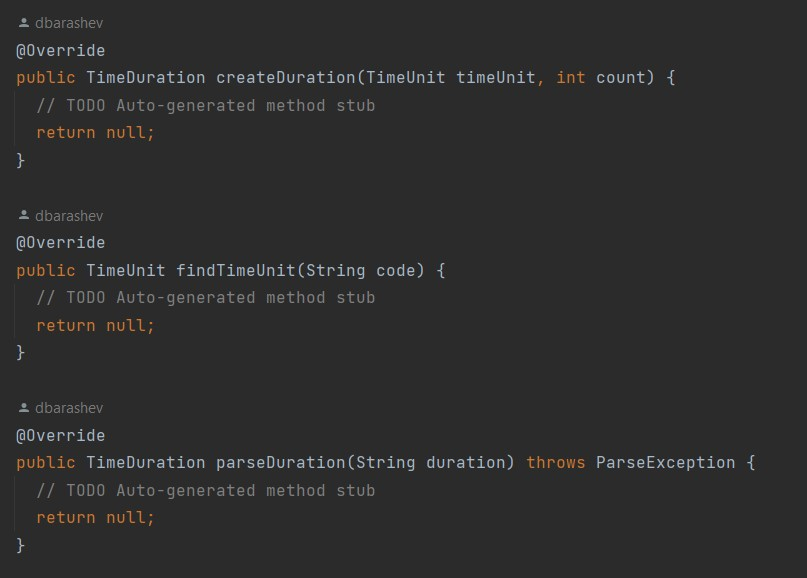 dbarashev
@Override
public TimeDuration createDuration(TimeUnit timeUnit, int count) {
  // TODO Auto-generated method stub
  return null;
}
dbarashev
@Override
public TimeUnit findTimeUnit(String code) {
  // TODO Auto-generated method stub
  return null;
}
dbarashev
@Override
public TimeDuration parseDuration(String duration) throws ParseException {
  // TODO Auto-generated method stub
  return null;
}